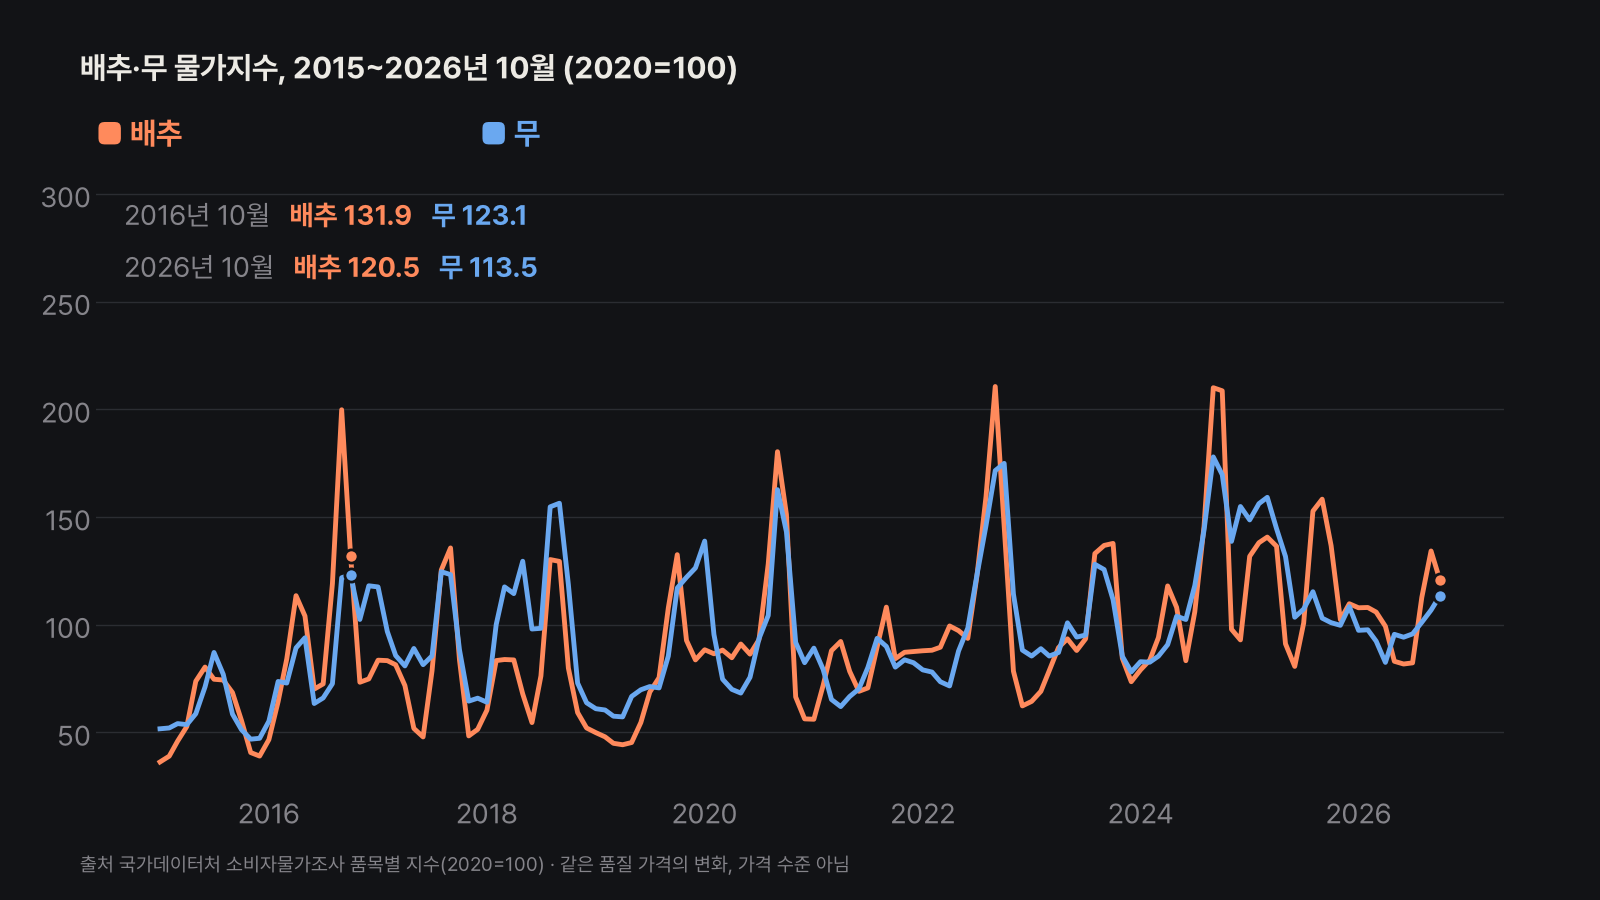 배추·무 물가지수, 2015~2026년 10월 (2020=100)
배추 무
300
2016년 10월 배추 131.9 무 123.1
2026년 10월 배추 120.5 무 113.5
250
200
150
100
50
2016 2018 2020 2022 2024 2026
출처 국가데이터처 소비자물가조사 품목별 지수(2020=100) · 같은 품질 가격의 변화, 가격 수준 아님